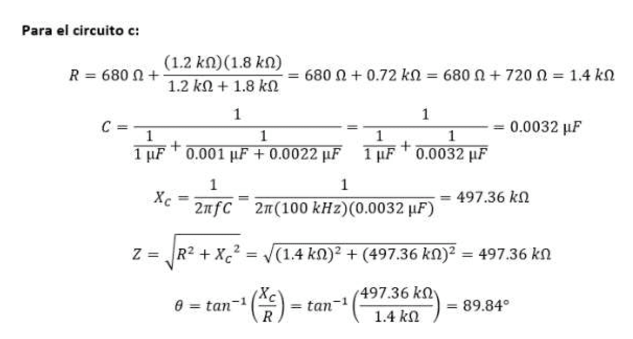 Para el circuito c:
R = 680 Ω + (1.2 kΩ)(1.8 kΩ) / 1.2 kΩ + 1.8 kΩ = 680 Ω + 0.72 kΩ = 680 Ω + 720 Ω = 1.4 kΩ
C = 1 / (1 / 1 μF + 1 / 0.001 μF + 0.0022 μF) = 1 / (1 / 1 μF + 1 / 0.0032 μF) = 0.0032 μF
X_C = 1 / 2πfC = 1 / 2π(100 kHz)(0.0032 μF) = 497.36 kΩ
Z = √(R² + X_C²) = √((1.4 kΩ)² + (497.36 kΩ)²) = 497.36 kΩ
θ = tan⁻¹(X_C / R) = tan⁻¹(497.36 kΩ / 1.4 kΩ) = 89.84°